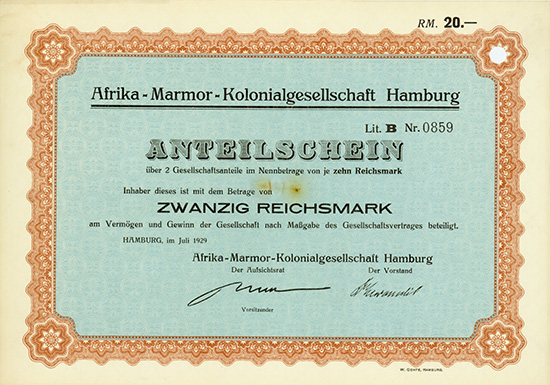 RM. 20.—
Afrika-Marmor-Kolonialgesellschaft Hamburg
Lit. B Nr. 0859
ANTEILSCHEIN
über 2 Gesellschaftsanteile im Nennbetrage von je zehn Reichsmark
Inhaber dieses ist mit dem Betrage von
ZWANZIG REICHSMARK
am Vermögen und Gewinn der Gesellschaft nach Maßgabe des Gesellschaftsvertrages beteiligt.
HAMBURG, im Juli 1929
Afrika-Marmor-Kolonialgesellschaft Hamburg
Der Aufsichtsrat Der Vorstand
Vorsitzender
W. GENTE, HAMBURG.